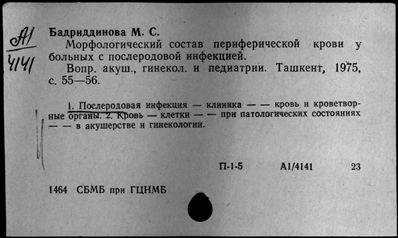 А1
4141
Бадриддинова М. С.
Морфологический состав периферической крови у
больных с послеродовой инфекцией.
Вопр. акуш., гинекол. и педиатрии. Ташкент, 1975,
с. 55—56.
1. Послеродовая инфекция — клиника — — кровь и кроветвор-
ные органы. 2. Кровь — клетки — — при патологических состояниях
— — в акушерстве и гинекологии.
П-1-5 А1/4141 23
1464 СБМБ при ГЦНМБ